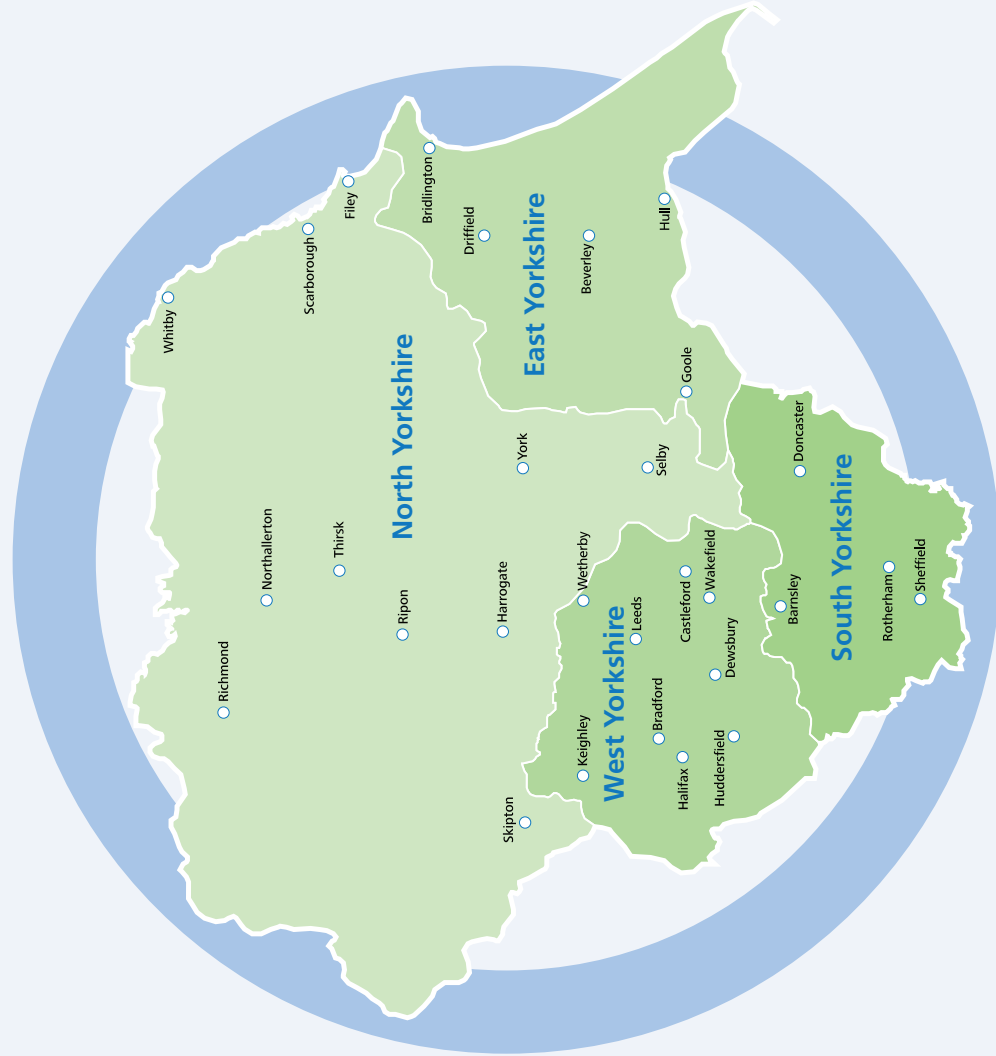 Whitby
Scarborough
Filey
Bridlington
Driffield
East Yorkshire
Beverley
Hull
Goole
North Yorkshire
Richmond
Northallerton
Thirsk
Ripon
Harrogate
York
Selby
Wetherby
Skipton
West Yorkshire
Keighley
Leeds
Bradford
Halifax
Castleford
Wakefield
Dewsbury
Huddersfield
South Yorkshire
Barnsley
Doncaster
Rotherham
Sheffield